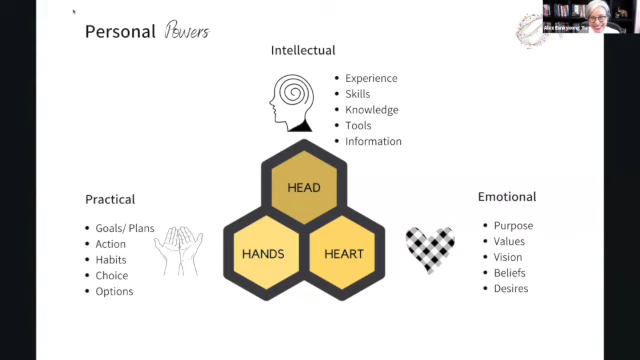 Personal Powers
Intellectual
Experience
Skills
Knowledge
Tools
Information
HEAD
Practical
Goals/ Plans
Action
Habits
Choice
Options
HANDS
HEART
Emotional
Purpose
Values
Vision
Beliefs
Desires